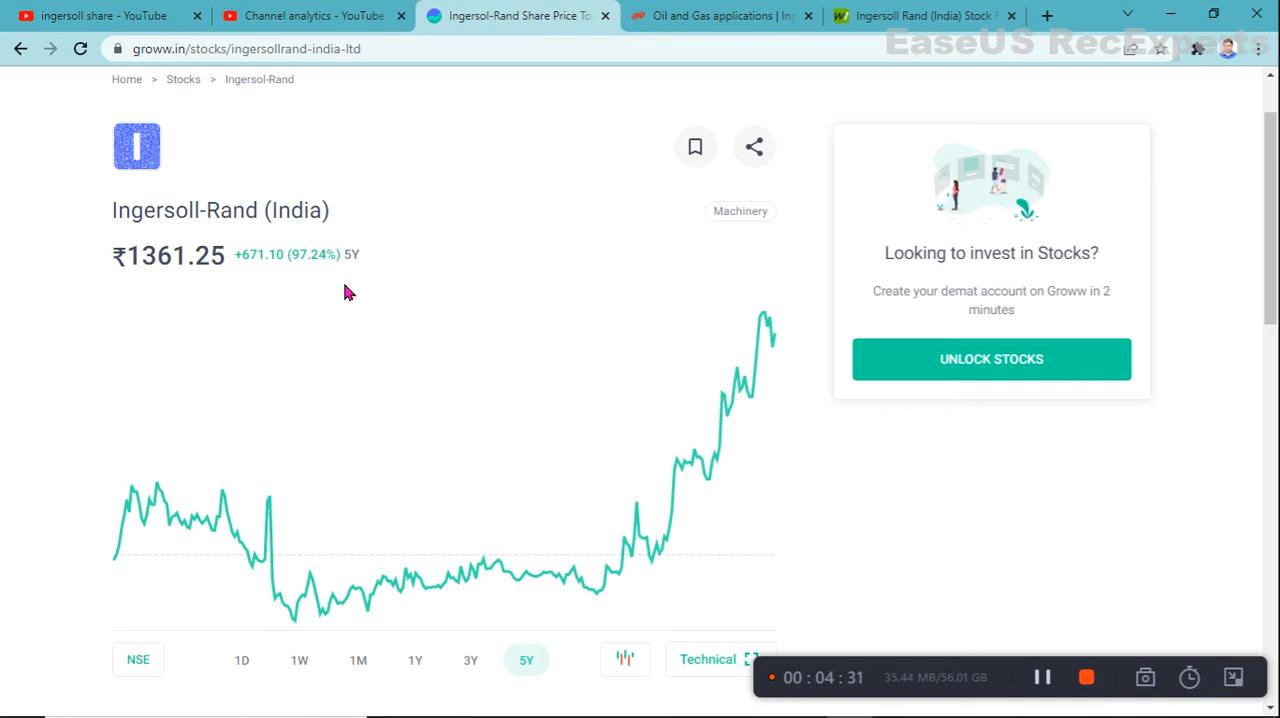 ingersoll share - YouTube
Channel analytics - YouTube
Ingersol-Rand Share Price To
Oil and Gas applications | Ing
Ingersoll Rand (India) Stock P
groww.in/stocks/ingersollrand-india-ltd
EaseUS RecExperts
Home > Stocks > Ingersol-Rand
I
Ingersoll-Rand (India)
Machinery
₹1361.25 +671.10 (97.24%) 5Y
Looking to invest in Stocks?
Create your demat account on Groww in 2
minutes
UNLOCK STOCKS
NSE
1D
1W
1M
1Y
3Y
5Y
Technical
00 : 04 : 31
35.44 MB/56.01 GB